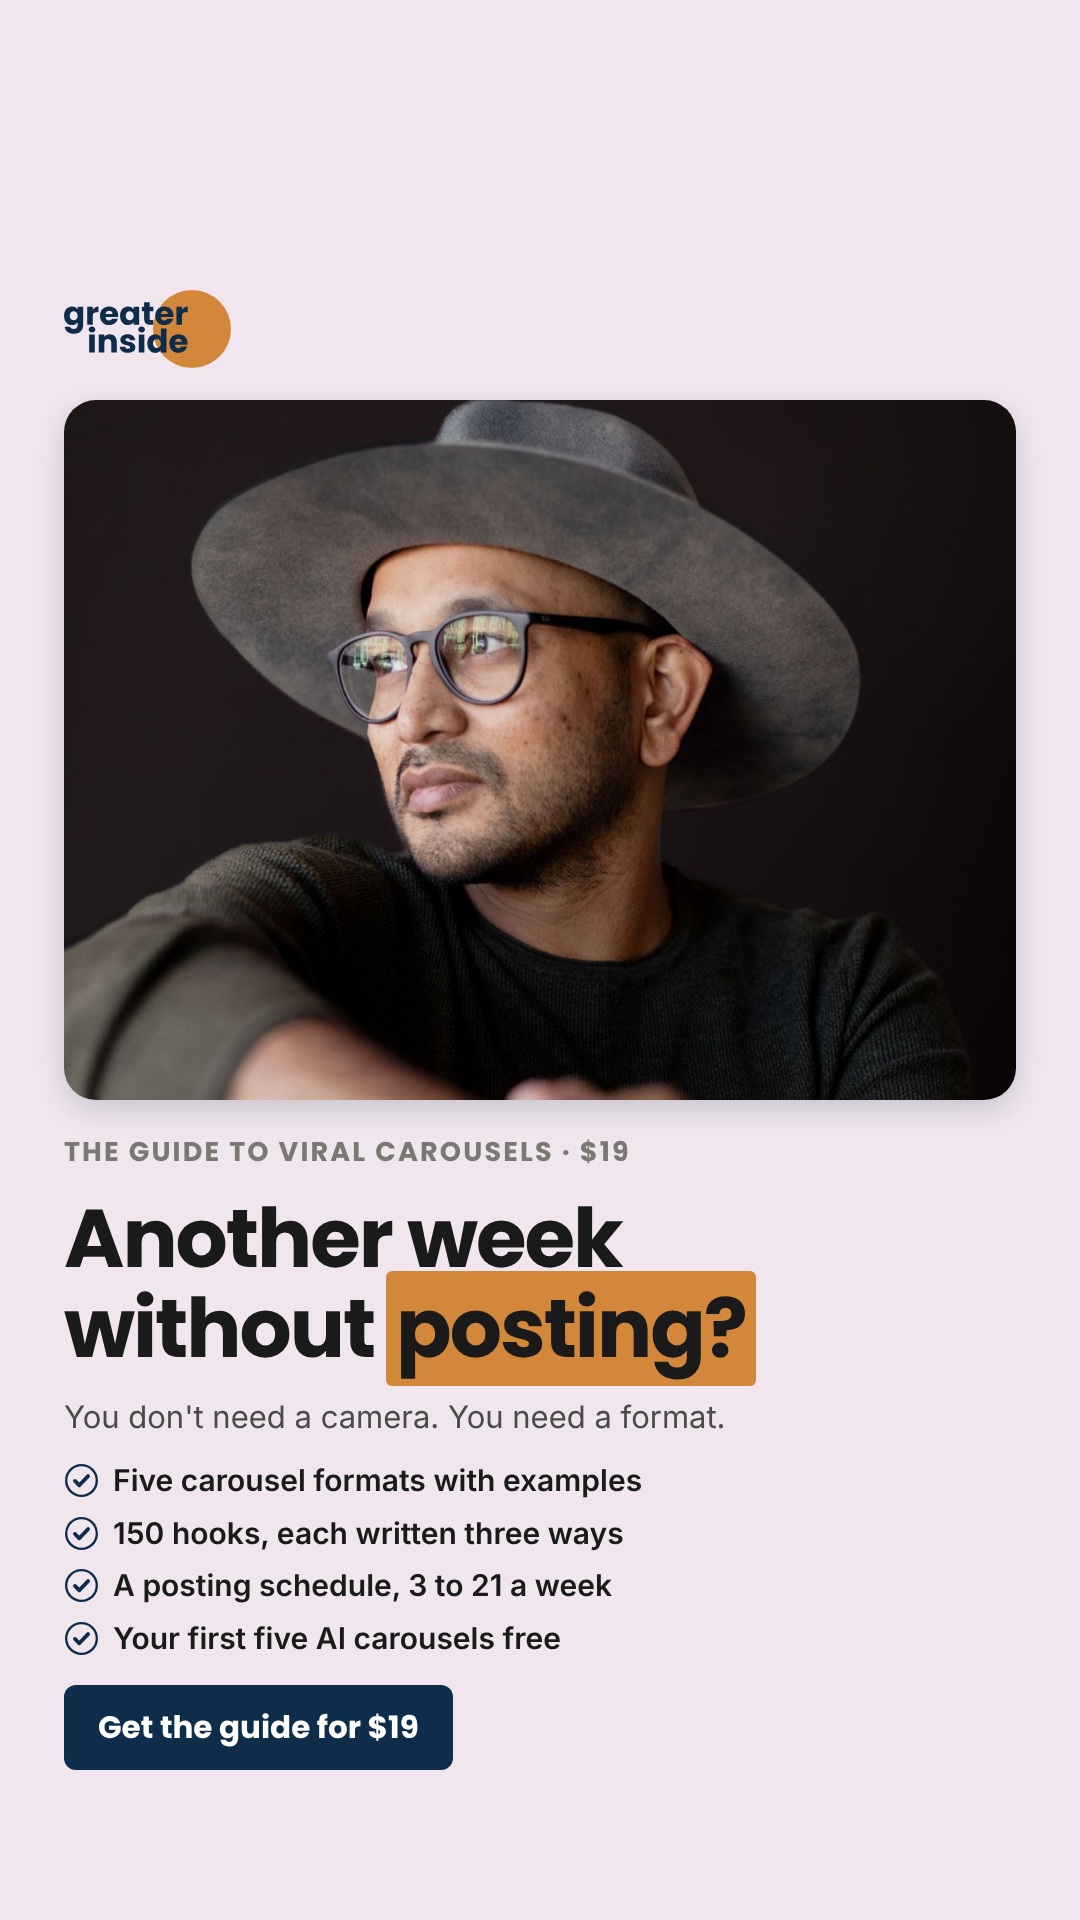 greater
inside
THE GUIDE TO VIRAL CAROUSELS · $19
Another week
without posting?
You don't need a camera. You need a format.
Five carousel formats with examples
150 hooks, each written three ways
A posting schedule, 3 to 21 a week
Your first five AI carousels free
Get the guide for $19